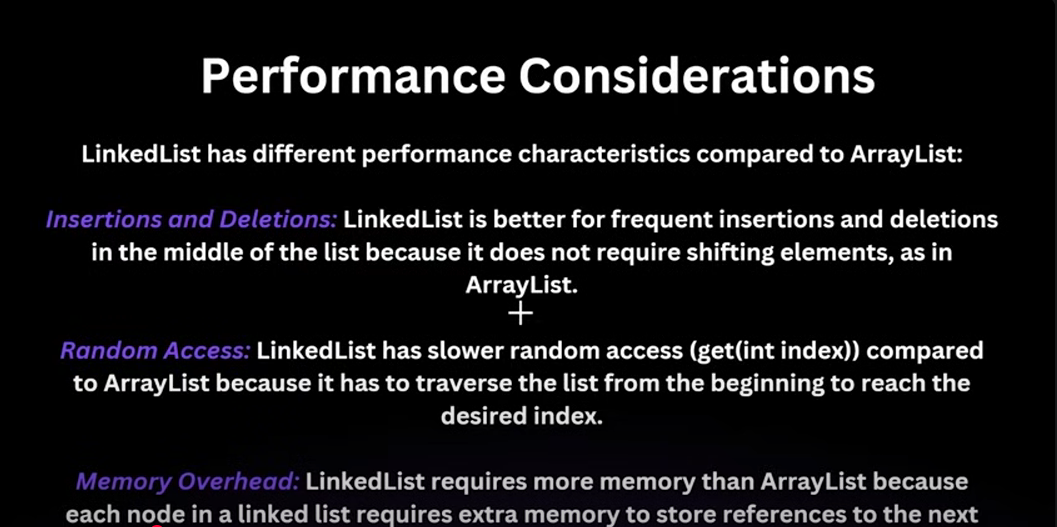 Performance Considerations
LinkedList has different performance characteristics compared to ArrayList:
Insertions and Deletions: LinkedList is better for frequent insertions and deletions
in the middle of the list because it does not require shifting elements, as in
ArrayList.
Random Access: LinkedList has slower random access (get(int index)) compared
to ArrayList because it has to traverse the list from the beginning to reach the
desired index.
Memory Overhead: LinkedList requires more memory than ArrayList because
each node in a linked list requires extra memory to store references to the next